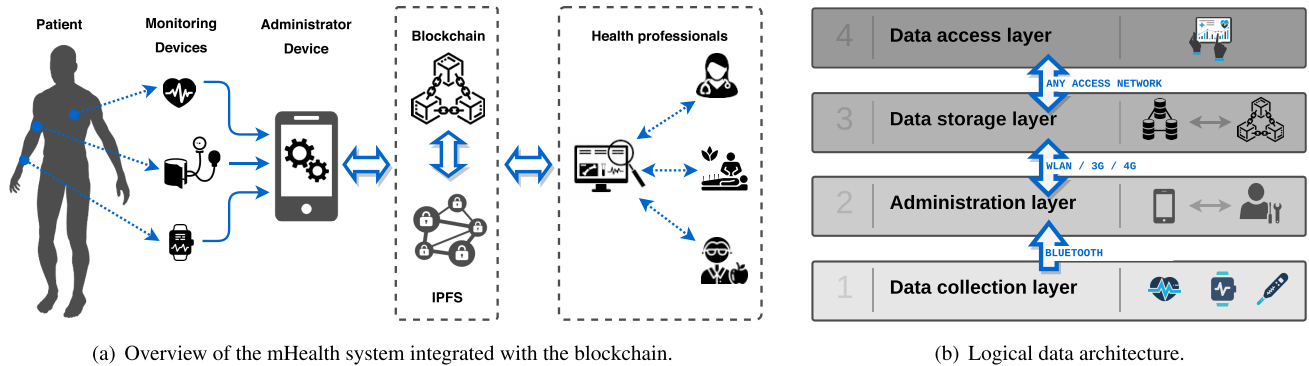 Patient
Monitoring
Devices
Administrator
Device
Blockchain
IPFS
Health professionals
(a) Overview of the mHealth system integrated with the blockchain.
4 Data access layer
ANY ACCESS NETWORK
3 Data storage layer
WLAN / 3G / 4G
2 Administration layer
BLUETOOTH
1 Data collection layer
(b) Logical data architecture.